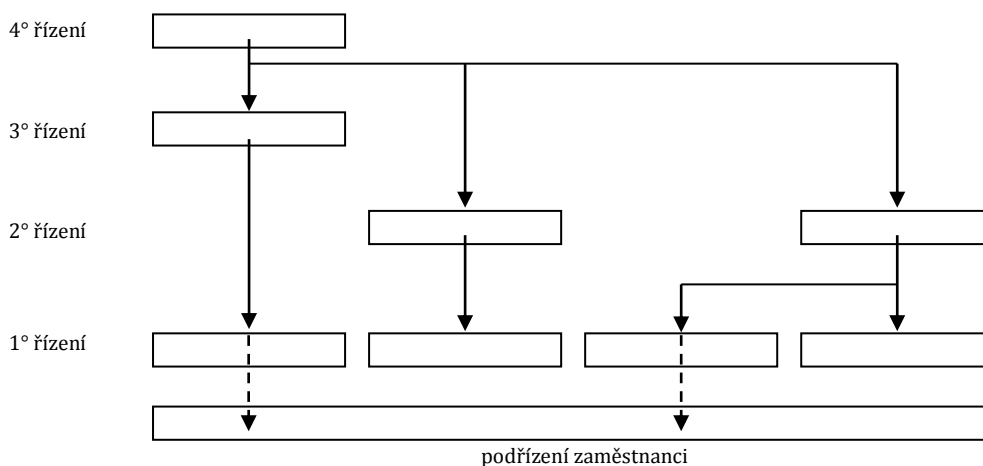 4° řízení
3° řízení
2° řízení
1° řízení
podřízení zaměstnanci